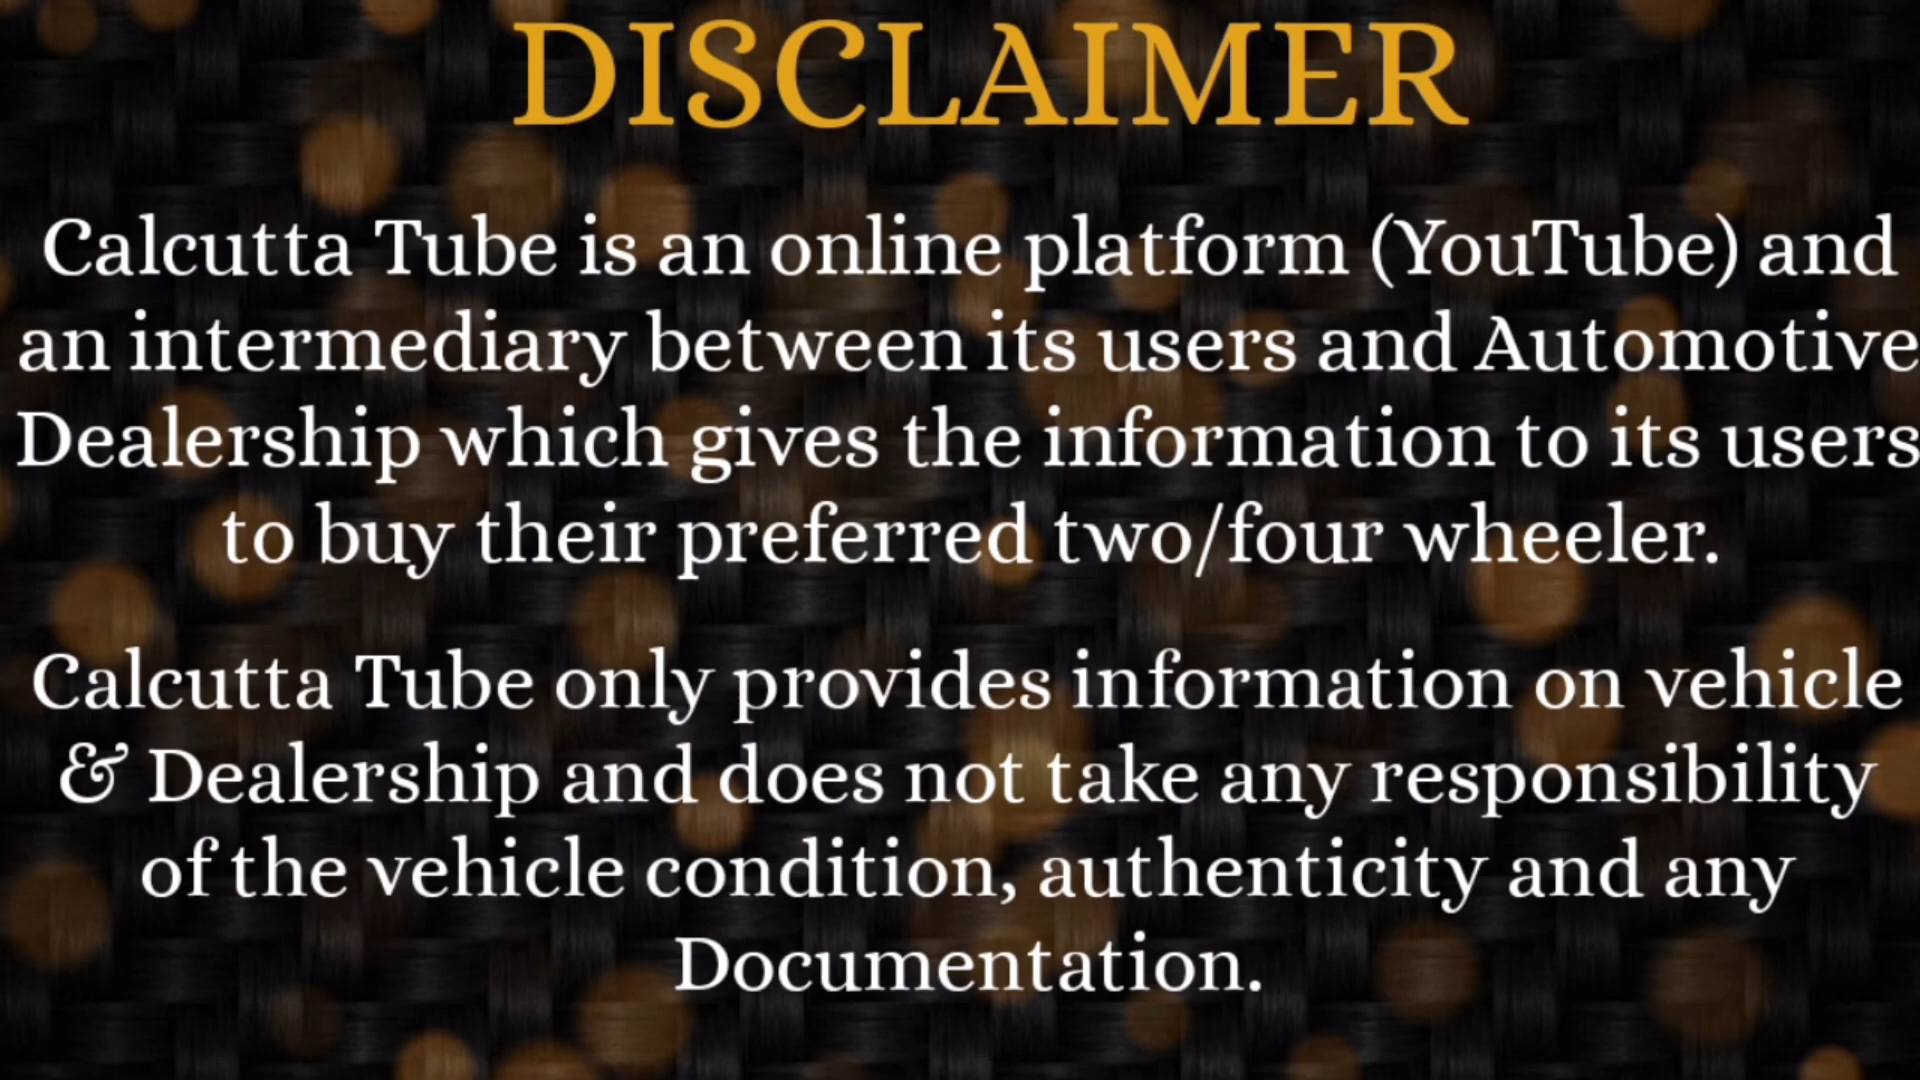 DISCLAIMER
Calcutta Tube is an online platform (YouTube) and
an intermediary between its users and Automotive
Dealership which gives the information to its users
to buy their preferred two/four wheeler.
Calcutta Tube only provides information on vehicle
& Dealership and does not take any responsibility
of the vehicle condition, authenticity and any
Documentation.